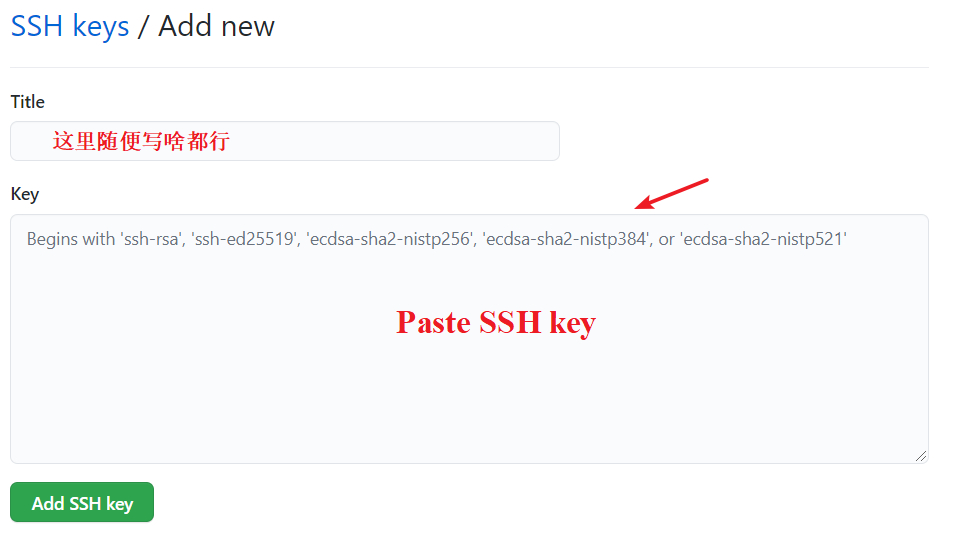 SSH keys / Add new
Title
这里随便写啥都行
Key
Begins with 'ssh-rsa', 'ssh-ed25519', 'ecdsa-sha2-nistp256', 'ecdsa-sha2-nistp384', or 'ecdsa-sha2-nistp521'
Paste SSH key
Add SSH key